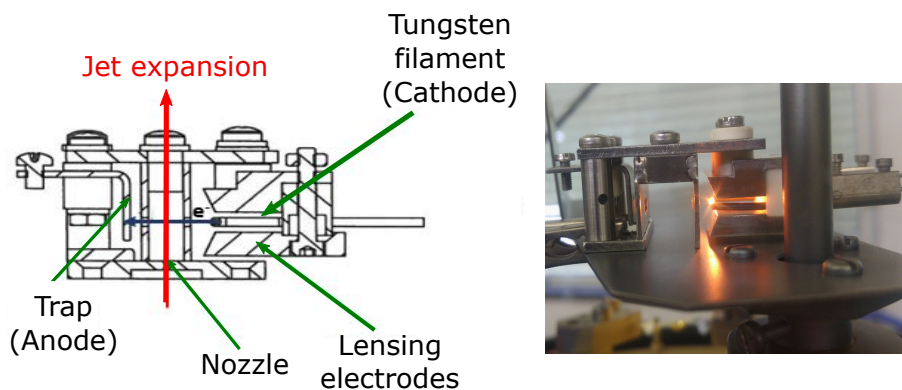 Tungsten
filament
(Cathode)
Jet expansion
e⁻
Trap
(Anode)
Nozzle
Lensing
electrodes